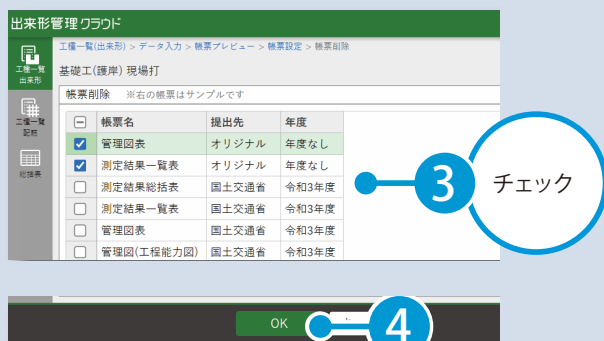 出来形管理クラウド
工種一覧
出来形
工種一覧
配筋
総括表
工種一覧(出来形) > データ入力 > 帳票プレビュー > 帳票設定 > 帳票削除
基礎工(護岸) 現場打
帳票削除 ※右の帳票はサンプルです
帳票名 提出先 年度
管理図表 オリジナル 年度なし
測定結果一覧表 オリジナル 年度なし
測定結果総括表 国土交通省 令和3年度
測定結果一覧表 国土交通省 令和3年度
管理図表 国土交通省 令和3年度
管理図(工程能力図) 国土交通省 令和3年度
3 チェック
OK
4